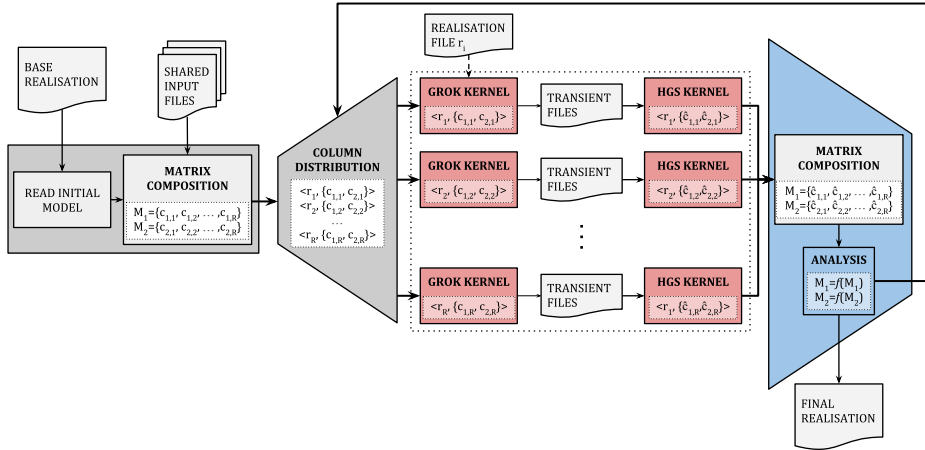 BASE
REALISATION
SHARED
INPUT
FILES
READ INITIAL
MODEL
MATRIX
COMPOSITION
M₁={c₁,₁, c₁,₂, … ,c₁,R}
M₂={c₂,₁, c₂,₂, … ,c₂,R}
COLUMN
DISTRIBUTION
<r₁, {c₁,₁, c₂,₁}>
<r₂, {c₁,₂, c₂,₂}>
…
<r_R, {c₁,R, c₂,R}>
REALISATION
FILE rᵢ
GROK KERNEL
<r₁, {c₁,₁, c₂,₁}>
TRANSIENT
FILES
HGS KERNEL
<r₁, {ĉ₁,₁,ĉ₂,₁}>
GROK KERNEL
<r₂, {c₁,₂, c₂,₂}>
TRANSIENT
FILES
HGS KERNEL
<r₂, {ĉ₁,₂,ĉ₂,₂}>
GROK KERNEL
<r_R, {c₁,R, c₂,R}>
TRANSIENT
FILES
HGS KERNEL
<r₁, {ĉ₁,R,ĉ₂,R}>
MATRIX
COMPOSITION
M₁={ĉ₁,₁, ĉ₁,₂, … ,ĉ₁,R}
M₂={ĉ₂,₁, ĉ₂,₂, … ,ĉ₂,R}
ANALYSIS
M₁=f(M₁)
M₂=f(M₂)
FINAL
REALISATION